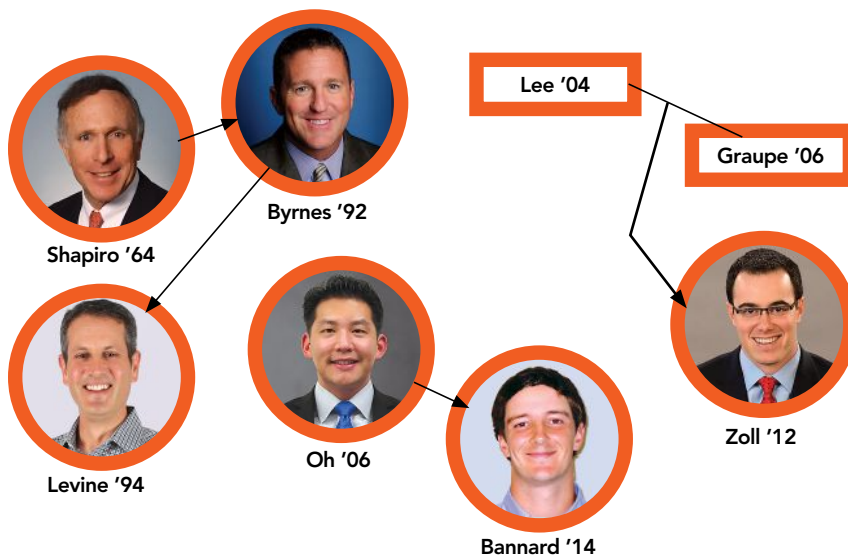 Lee ’04
Graupe ’06
Byrnes ’92
Shapiro ’64
Zoll ’12
Oh ’06
Levine ’94
Bannard ’14